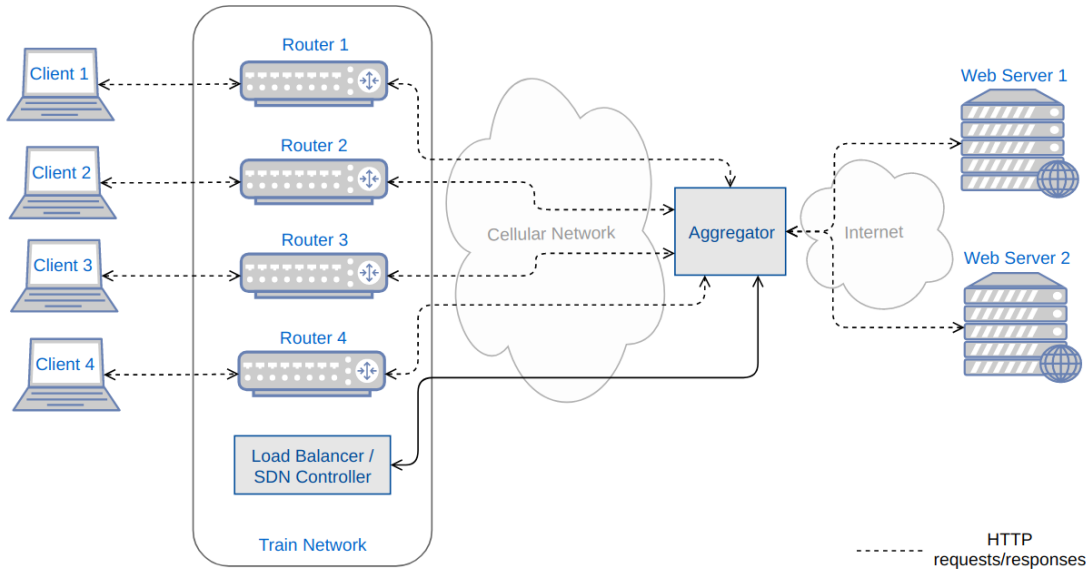 Client 1
Router 1
Web Server 1
Client 2
Router 2
Client 3
Router 3
Cellular Network
Aggregator
Internet
Web Server 2
Client 4
Router 4
Load Balancer /
SDN Controller
Train Network
HTTP
requests/responses